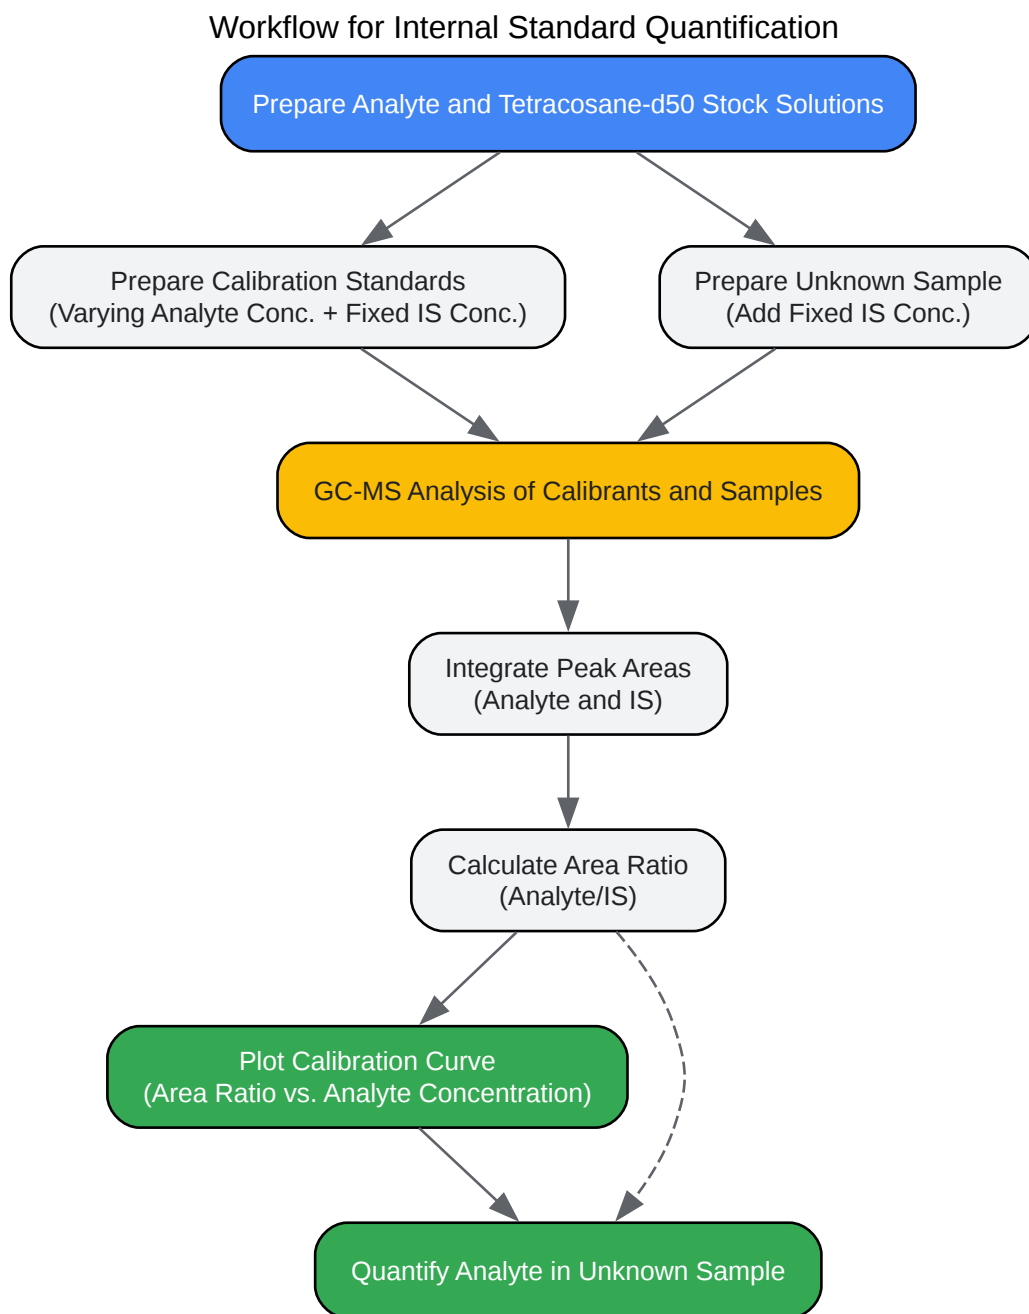 Workflow for Internal Standard Quantification
Prepare Analyte and Tetracosane-d50 Stock Solutions
Prepare Calibration Standards
(Varying Analyte Conc. + Fixed IS Conc.)
Prepare Unknown Sample
(Add Fixed IS Conc.)
GC-MS Analysis of Calibrants and Samples
Integrate Peak Areas
(Analyte and IS)
Calculate Area Ratio
(Analyte/IS)
Plot Calibration Curve
(Area Ratio vs. Analyte Concentration)
Quantify Analyte in Unknown Sample